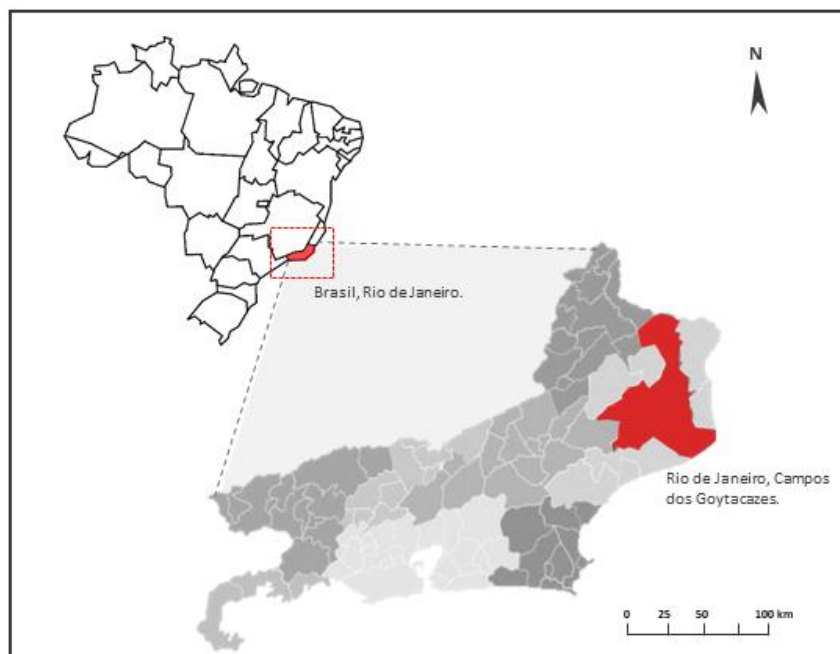 N
Brasil, Rio de Janeiro.
Rio de Janeiro, Campos
dos Goytacazes.
0 25 50 100 km